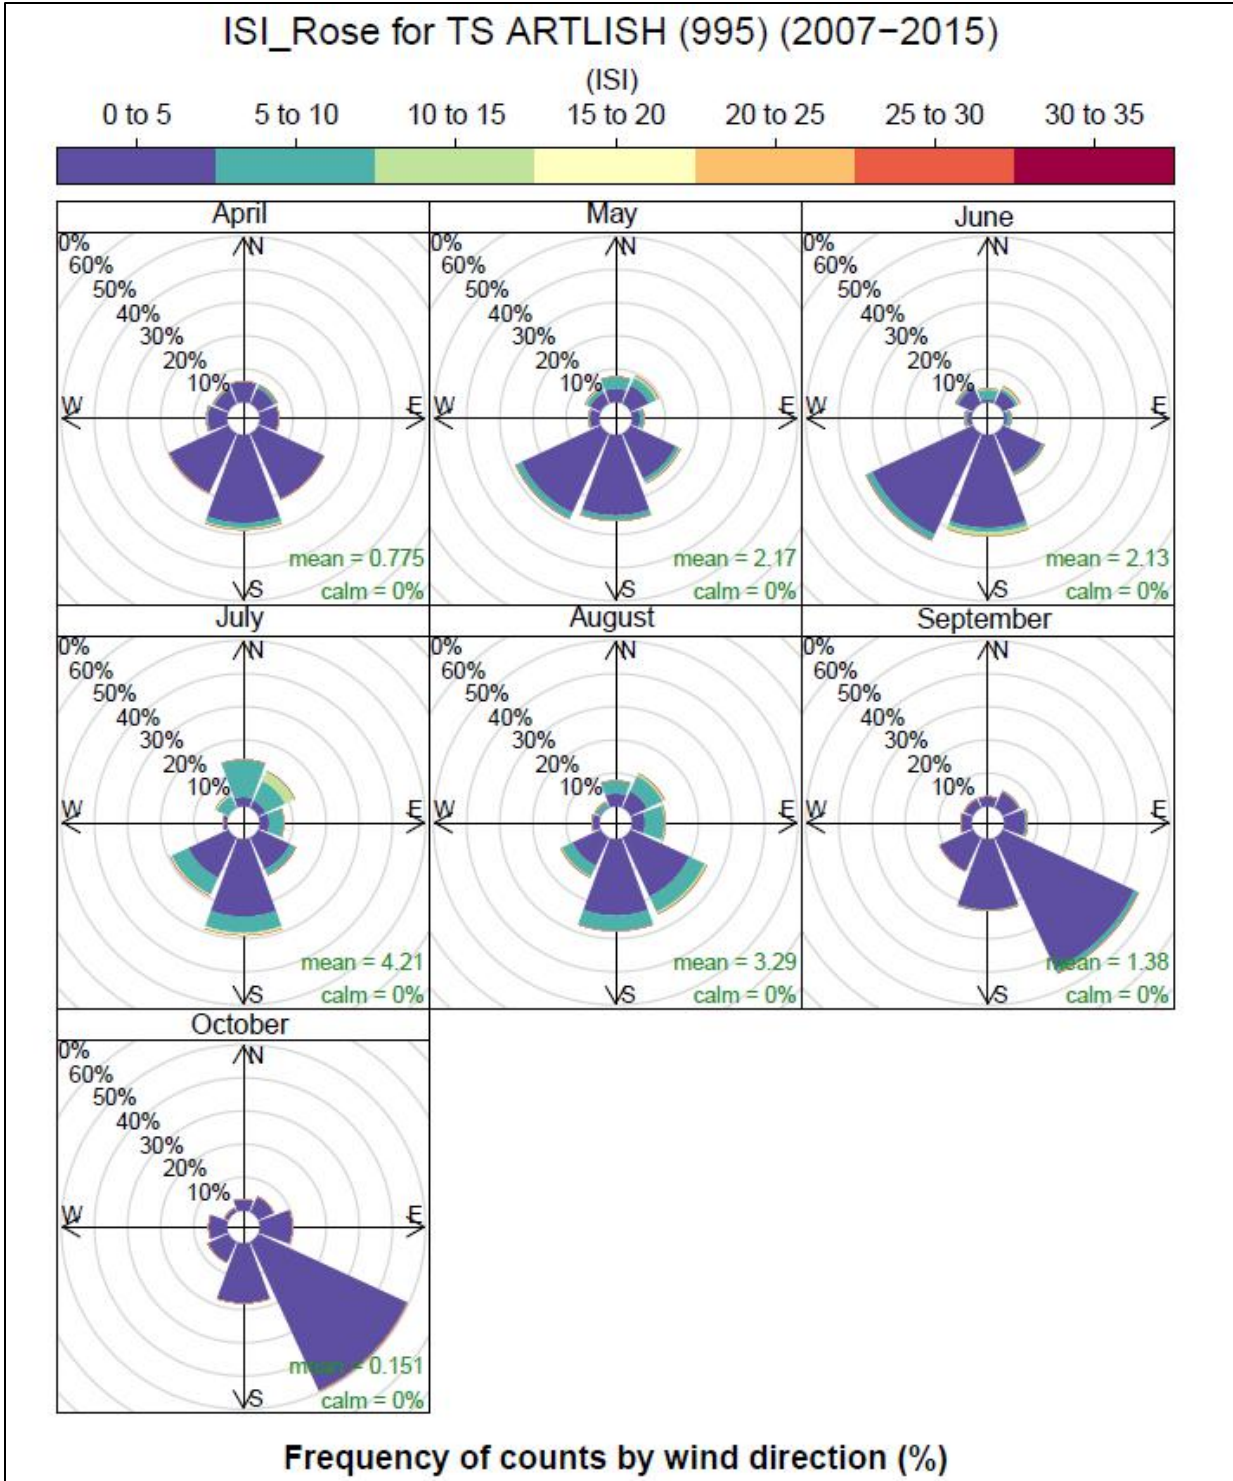 ISI_Rose for TS ARTLISH (995) (2007−2015)
(ISI)
0 to 5 5 to 10 10 to 15 15 to 20 20 to 25 25 to 30 30 to 35
April May June
0% 60% 50% 40% 30% 20% 10% N W E S
mean = 0.775
calm = 0%
0% 60% 50% 40% 30% 20% 10% N W E S
mean = 2.17
calm = 0%
0% 60% 50% 40% 30% 20% 10% N W E S
mean = 2.13
calm = 0%
July August September
0% 60% 50% 40% 30% 20% 10% N W E S
mean = 4.21
calm = 0%
0% 60% 50% 40% 30% 20% 10% N W E S
mean = 3.29
calm = 0%
0% 60% 50% 40% 30% 20% 10% N W E S
mean = 1.38
calm = 0%
October
0% 60% 50% 40% 30% 20% 10% N W E S
mean = 0.151
calm = 0%
Frequency of counts by wind direction (%)